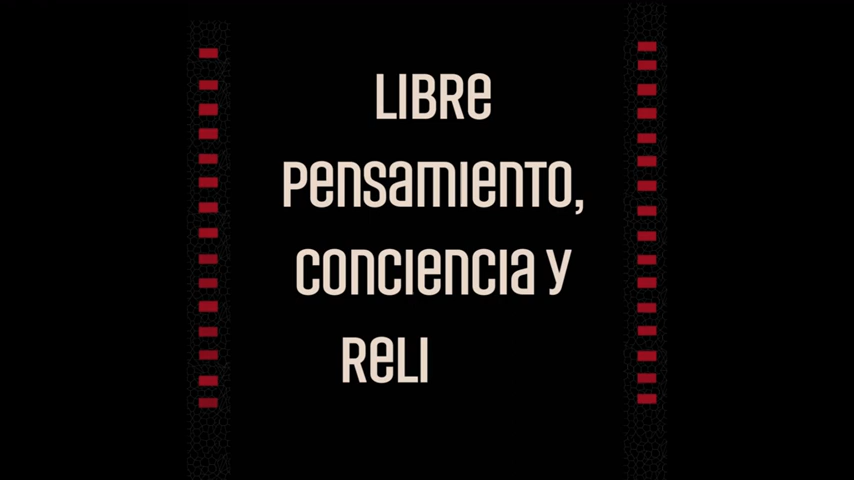 LIBRE
PENSAMIENTO,
CONCIENCIA Y
RELI